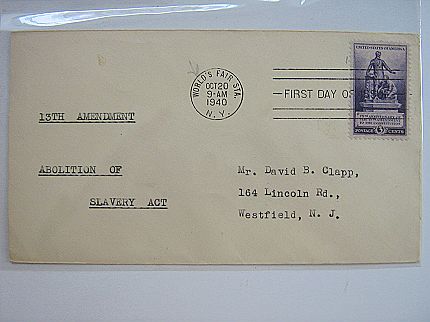 WORLD'S FAIR STA.
OCT 20
9-AM
1940
N.Y.
FIRST DAY OF
UNITED STATES OF AMERICA
POSTAGE 3 CENTS
13TH AMENDMENT
ABOLITION OF
SLAVERY ACT
Mr. David B. Clapp,
164 Lincoln Rd.,
Westfield, N. J.